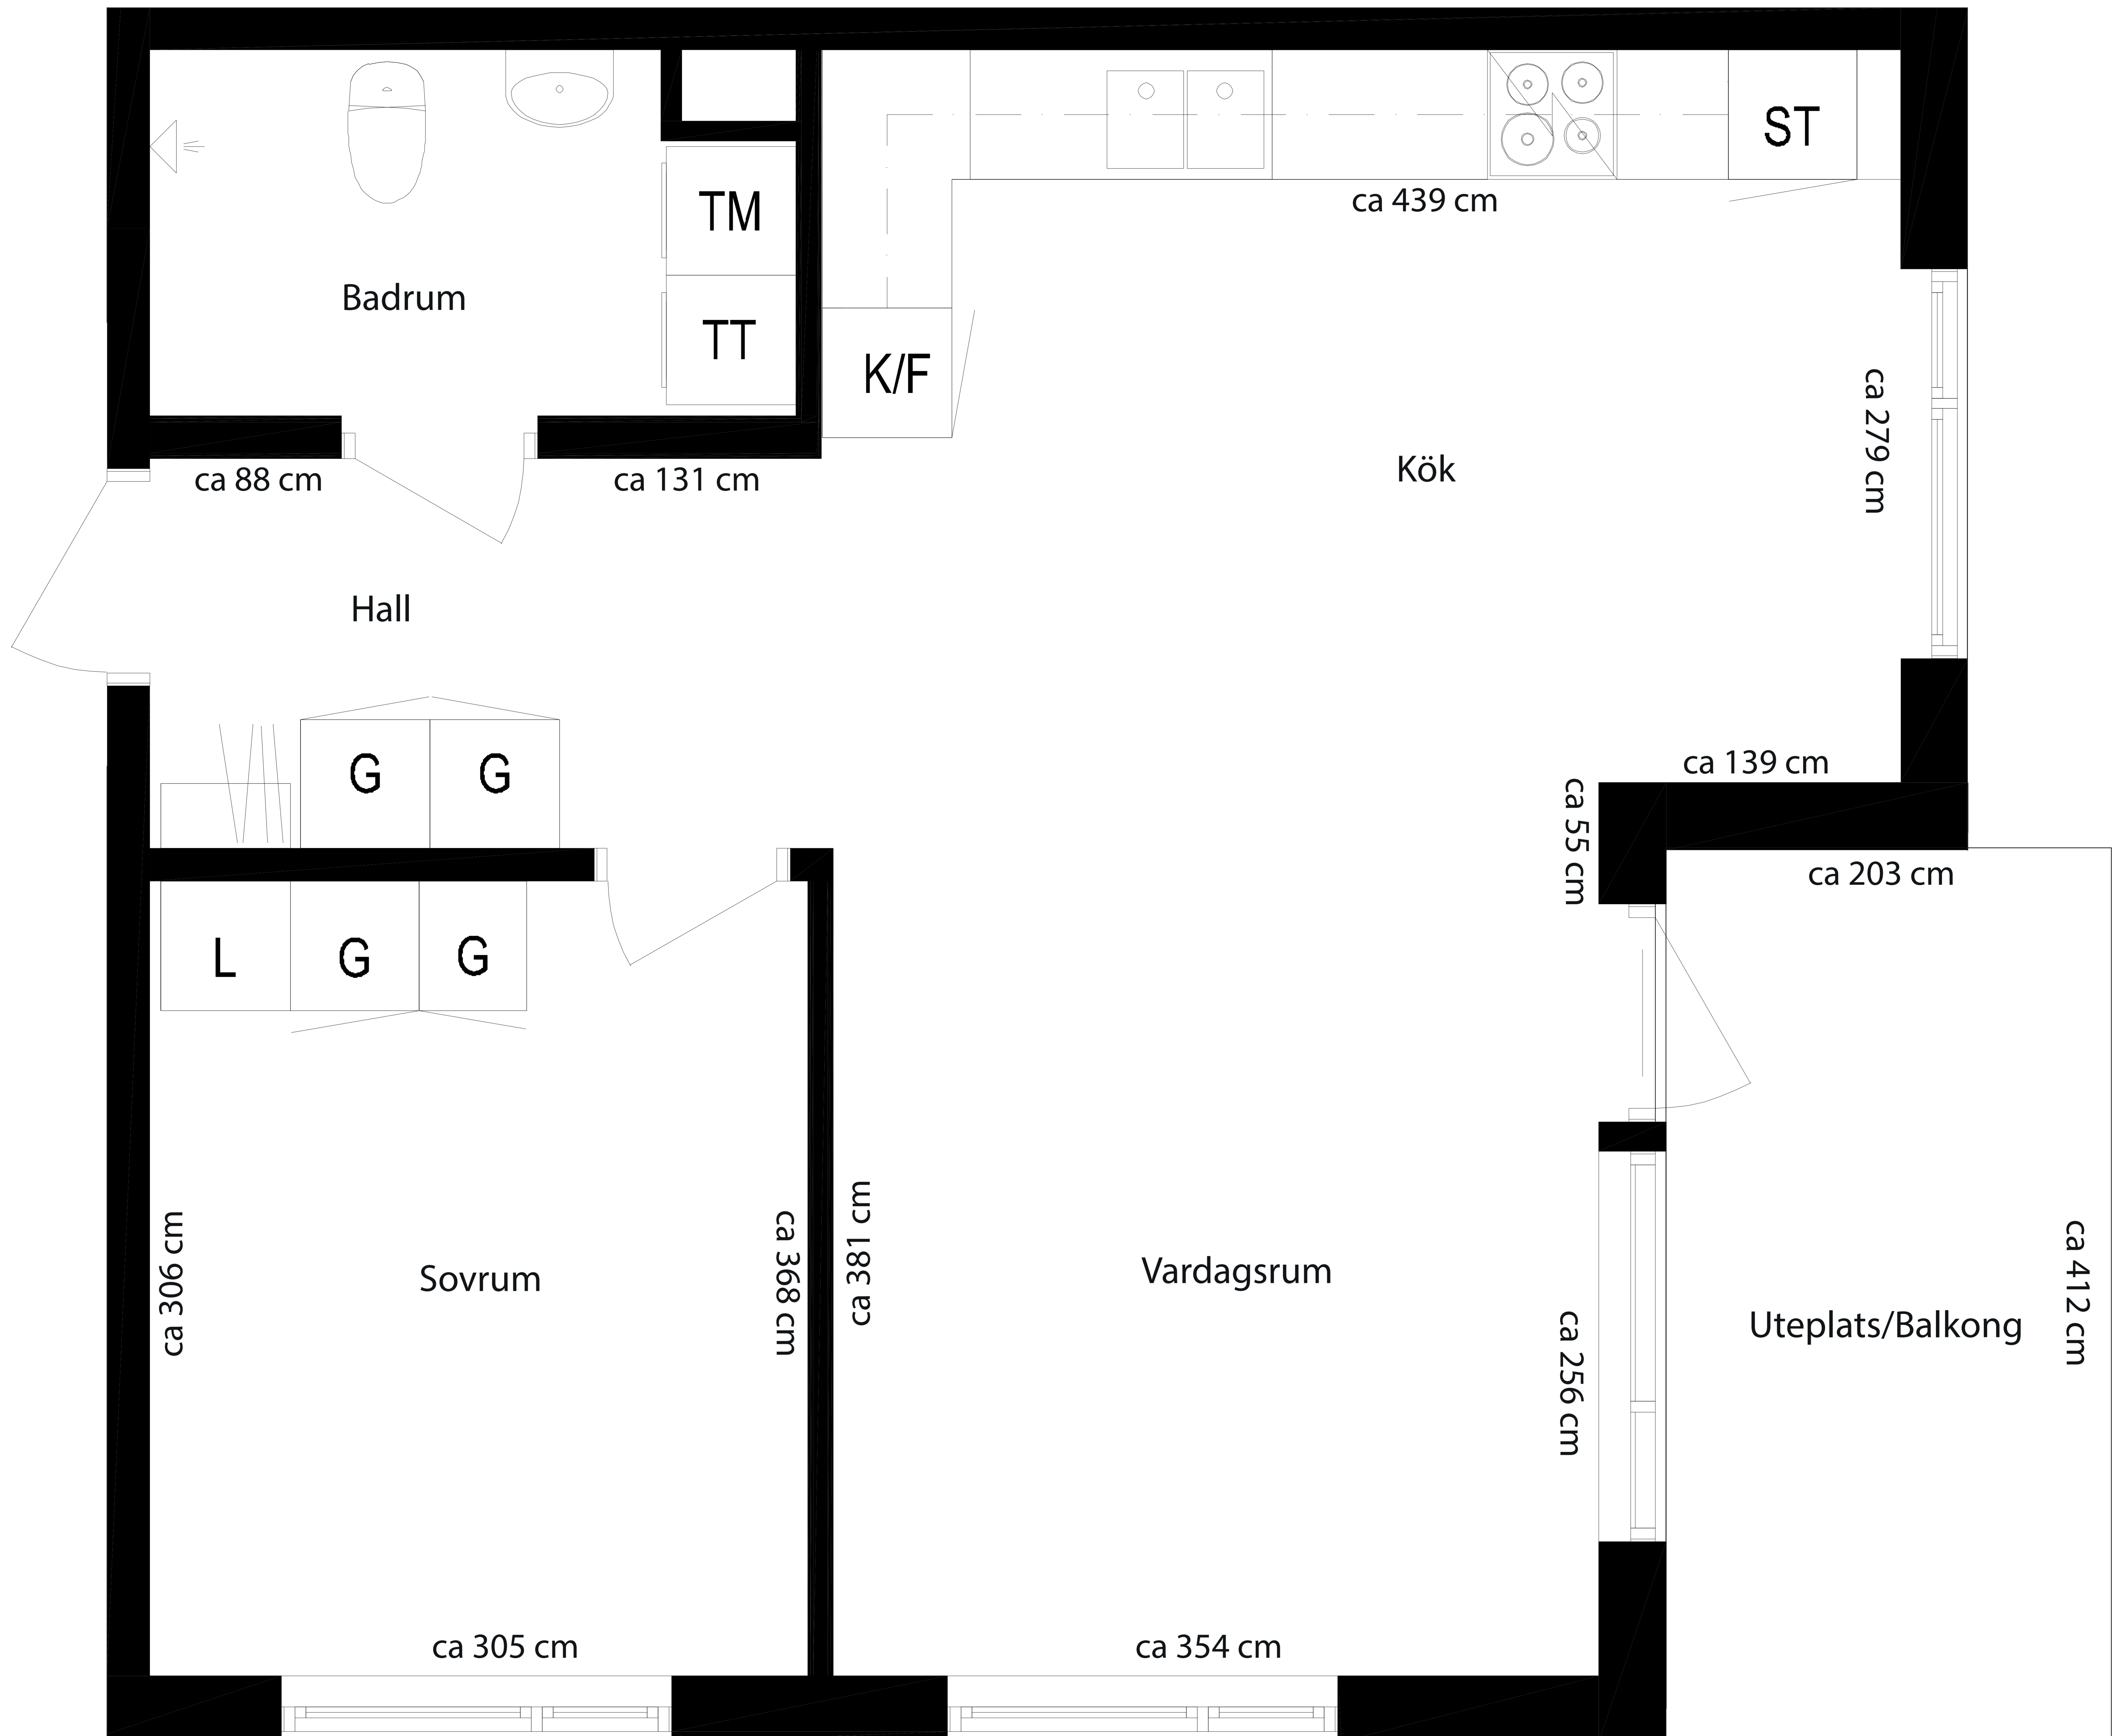 ST
TM
ca 439 cm
Badrum
TT
K/F
ca 279 cm
Kök
ca 88 cm
ca 131 cm
Hall
G
G
ca 139 cm
ca 55 cm
ca 203 cm
L
G
G
ca 306 cm
Sovrum
ca 368 cm
ca 381 cm
Vardagsrum
ca 256 cm
Uteplats/Balkong
ca 412 cm
ca 305 cm
ca 354 cm